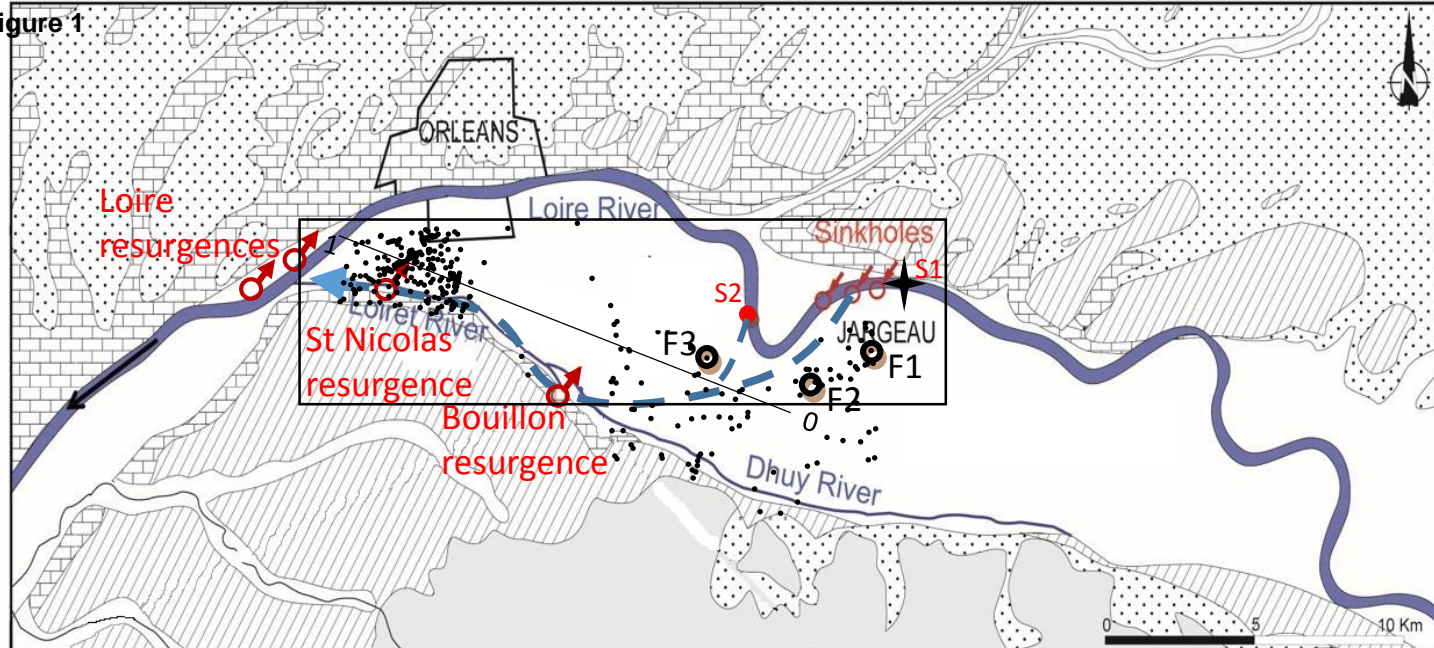 igure 1
ORLEANS
Loire
resurgences
Loire River
Sinkholes
1
S1
S2
JARGEAU
Loiret River
St Nicolas
resurgence
F3
F1
F2
0
Bouillon
resurgence
Dhuy River
N
0 5 10 Km